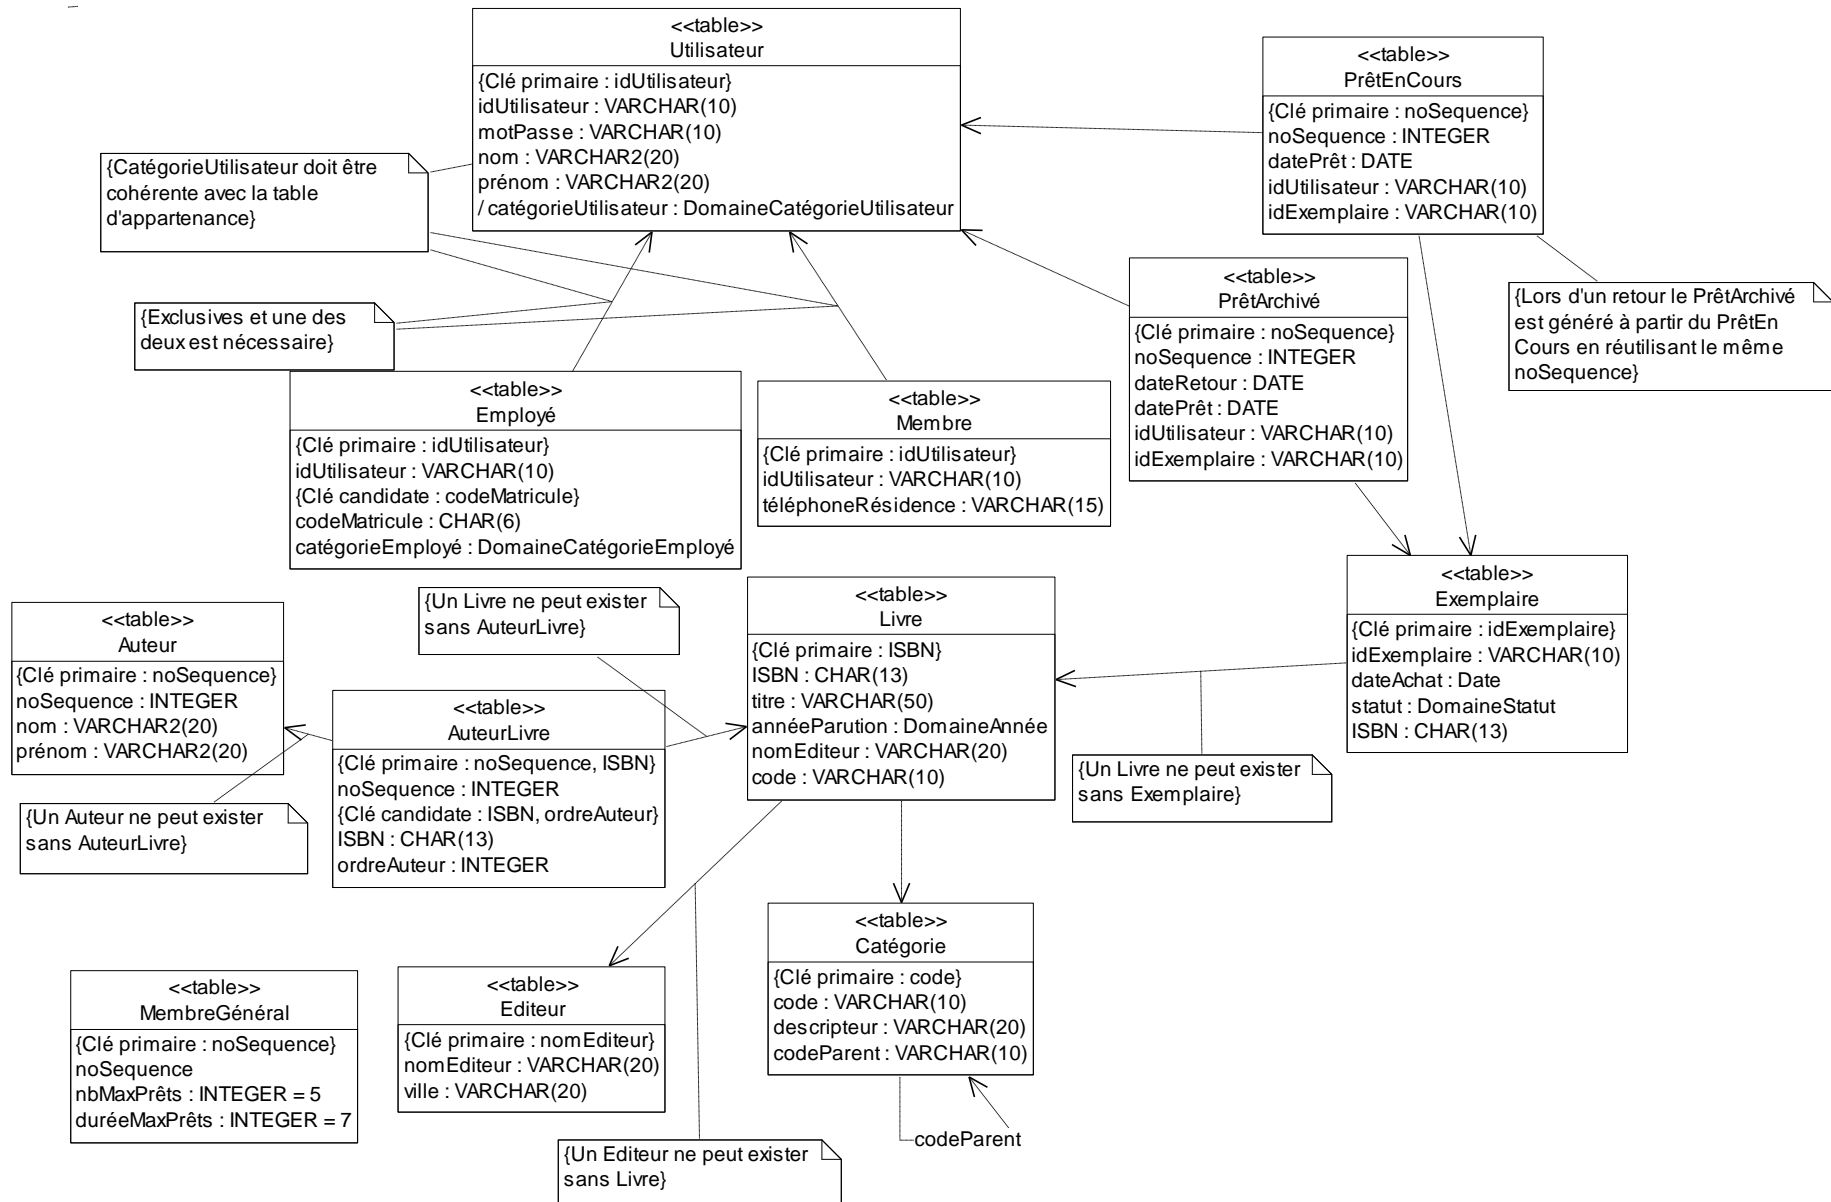 <<table>>
Utilisateur
{Clé primaire : idUtilisateur}
idUtilisateur : VARCHAR(10)
motPasse : VARCHAR(10)
nom : VARCHAR2(20)
prénom : VARCHAR2(20)
/ catégorieUtilisateur : DomaineCatégorieUtilisateur
<<table>>
PrêtEnCours
{Clé primaire : noSequence}
noSequence : INTEGER
datePrêt : DATE
idUtilisateur : VARCHAR(10)
idExemplaire : VARCHAR(10)
{CatégorieUtilisateur doit être
cohérente avec la table
d'appartenance}
{Exclusives et une des
deux est nécessaire}
<<table>>
PrêtArchivé
{Clé primaire : noSequence}
noSequence : INTEGER
dateRetour : DATE
datePrêt : DATE
idUtilisateur : VARCHAR(10)
idExemplaire : VARCHAR(10)
{Lors d'un retour le PrêtArchivé
est généré à partir du PrêtEn
Cours en réutilisant le même
noSequence}
<<table>>
Employé
{Clé primaire : idUtilisateur}
idUtilisateur : VARCHAR(10)
{Clé candidate : codeMatricule}
codeMatricule : CHAR(6)
catégorieEmployé : DomaineCatégorieEmployé
<<table>>
Membre
{Clé primaire : idUtilisateur}
idUtilisateur : VARCHAR(10)
téléphoneRésidence : VARCHAR(15)
<<table>>
Exemplaire
{Clé primaire : idExemplaire}
idExemplaire : VARCHAR(10)
dateAchat : Date
statut : DomaineStatut
ISBN : CHAR(13)
{Un Livre ne peut exister
sans AuteurLivre}
<<table>>
Livre
{Clé primaire : ISBN}
ISBN : CHAR(13)
titre : VARCHAR(50)
annéeParution : DomaineAnnée
nomEditeur : VARCHAR(20)
code : VARCHAR(10)
<<table>>
Auteur
{Clé primaire : noSequence}
noSequence : INTEGER
nom : VARCHAR2(20)
prénom : VARCHAR2(20)
<<table>>
AuteurLivre
{Clé primaire : noSequence, ISBN}
noSequence : INTEGER
{Clé candidate : ISBN, ordreAuteur}
ISBN : CHAR(13)
ordreAuteur : INTEGER
{Un Livre ne peut exister
sans Exemplaire}
{Un Auteur ne peut exister
sans AuteurLivre}
<<table>>
MembreGénéral
{Clé primaire : noSequence}
noSequence
nbMaxPrêts : INTEGER = 5
duréeMaxPrêts : INTEGER = 7
<<table>>
Editeur
{Clé primaire : nomEditeur}
nomEditeur : VARCHAR(20)
ville : VARCHAR(20)
<<table>>
Catégorie
{Clé primaire : code}
code : VARCHAR(10)
descripteur : VARCHAR(20)
codeParent : VARCHAR(10)
codeParent
{Un Editeur ne peut exister
sans Livre}